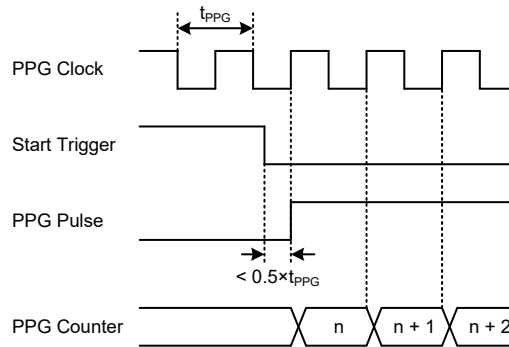 tPPG
PPG Clock
Start Trigger
PPG Pulse
< 0.5×tPPG
PPG Counter
n
n + 1
n + 2